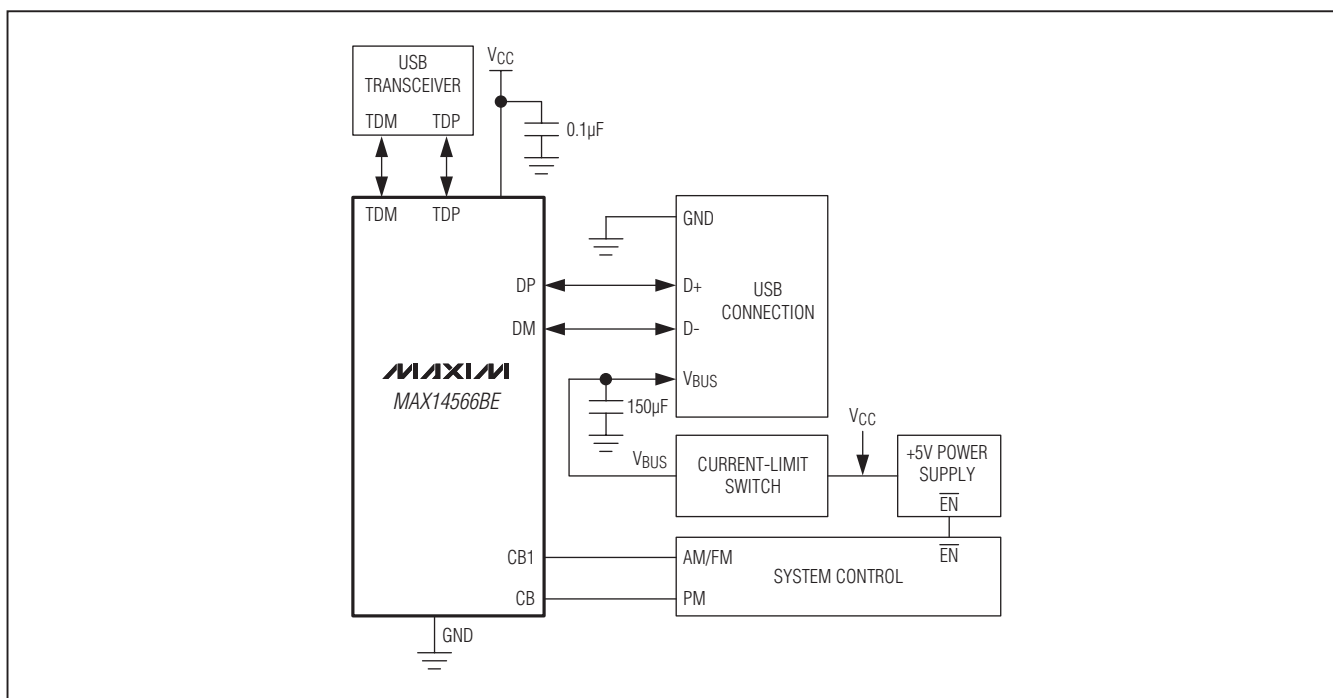 USB
TRANSCEIVER
TDM TDP
VCC
0.1µF
TDM TDP
GND
DP
D+
USB
CONNECTION
DM
D-
MAXIM
MAX14566BE
VBUS
150µF
VCC
VBUS
CURRENT-LIMIT
SWITCH
+5V POWER
SUPPLY
EN
EN
CB1
AM/FM
SYSTEM CONTROL
CB
PM
GND